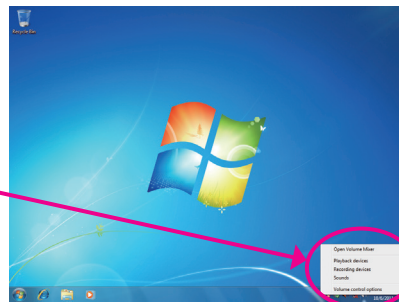 Recycle Bin
Open Volume Mixer
Playback devices
Recording devices
Sounds
Volume control options